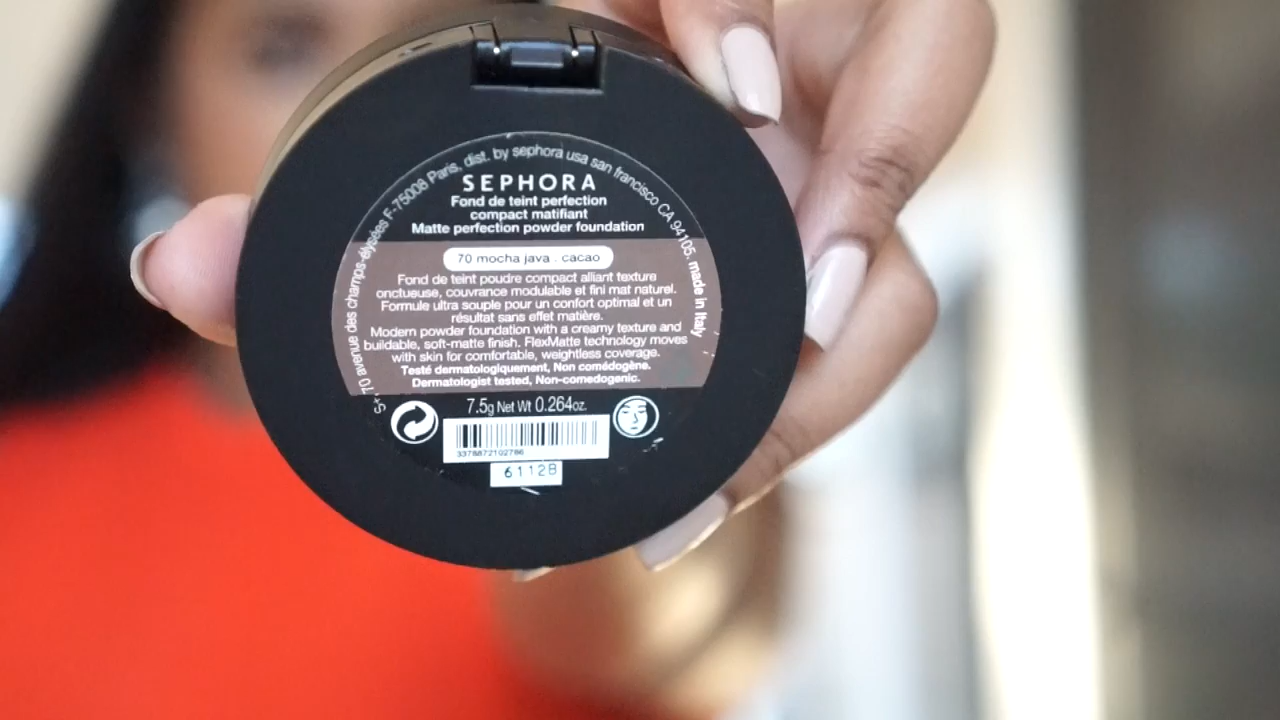 70 avenue des champs-élysées F-75008 Paris, dist. by sephora usa san francisco CA 94105. made in Italy
SEPHORA
Fond de teint perfection
compact matifiant
Matte perfection powder foundation
70 mocha java . cacao
Fond de teint poudre compact alliant texture
onctueuse, couvrance modulable et fini mat naturel.
Formule ultra souple pour un confort optimal et un
résultat sans effet matière.
Modern powder foundation with a creamy texture and
buildable, soft-matte finish. FlexMatte technology moves
with skin for comfortable, weightless coverage.
Testé dermatologiquement, Non comédogène.
Dermatologist tested, Non-comedogenic.
7.5g Net Wt 0.264oz.
3378872102786
6112B